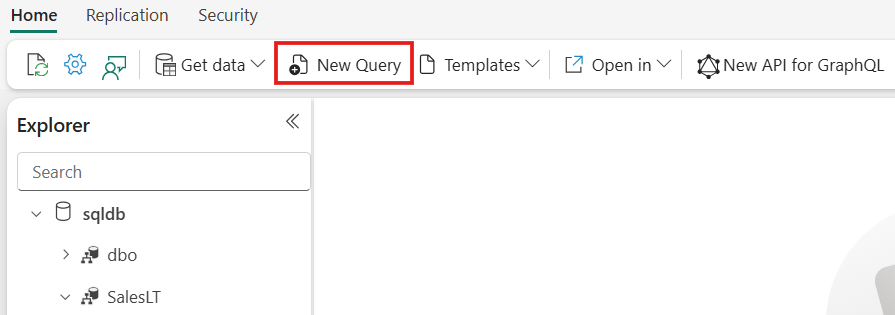 Home Replication Security
Get data New Query Templates Open in New API for GraphQL
Explorer
Search
sqldb
dbo
SalesLT